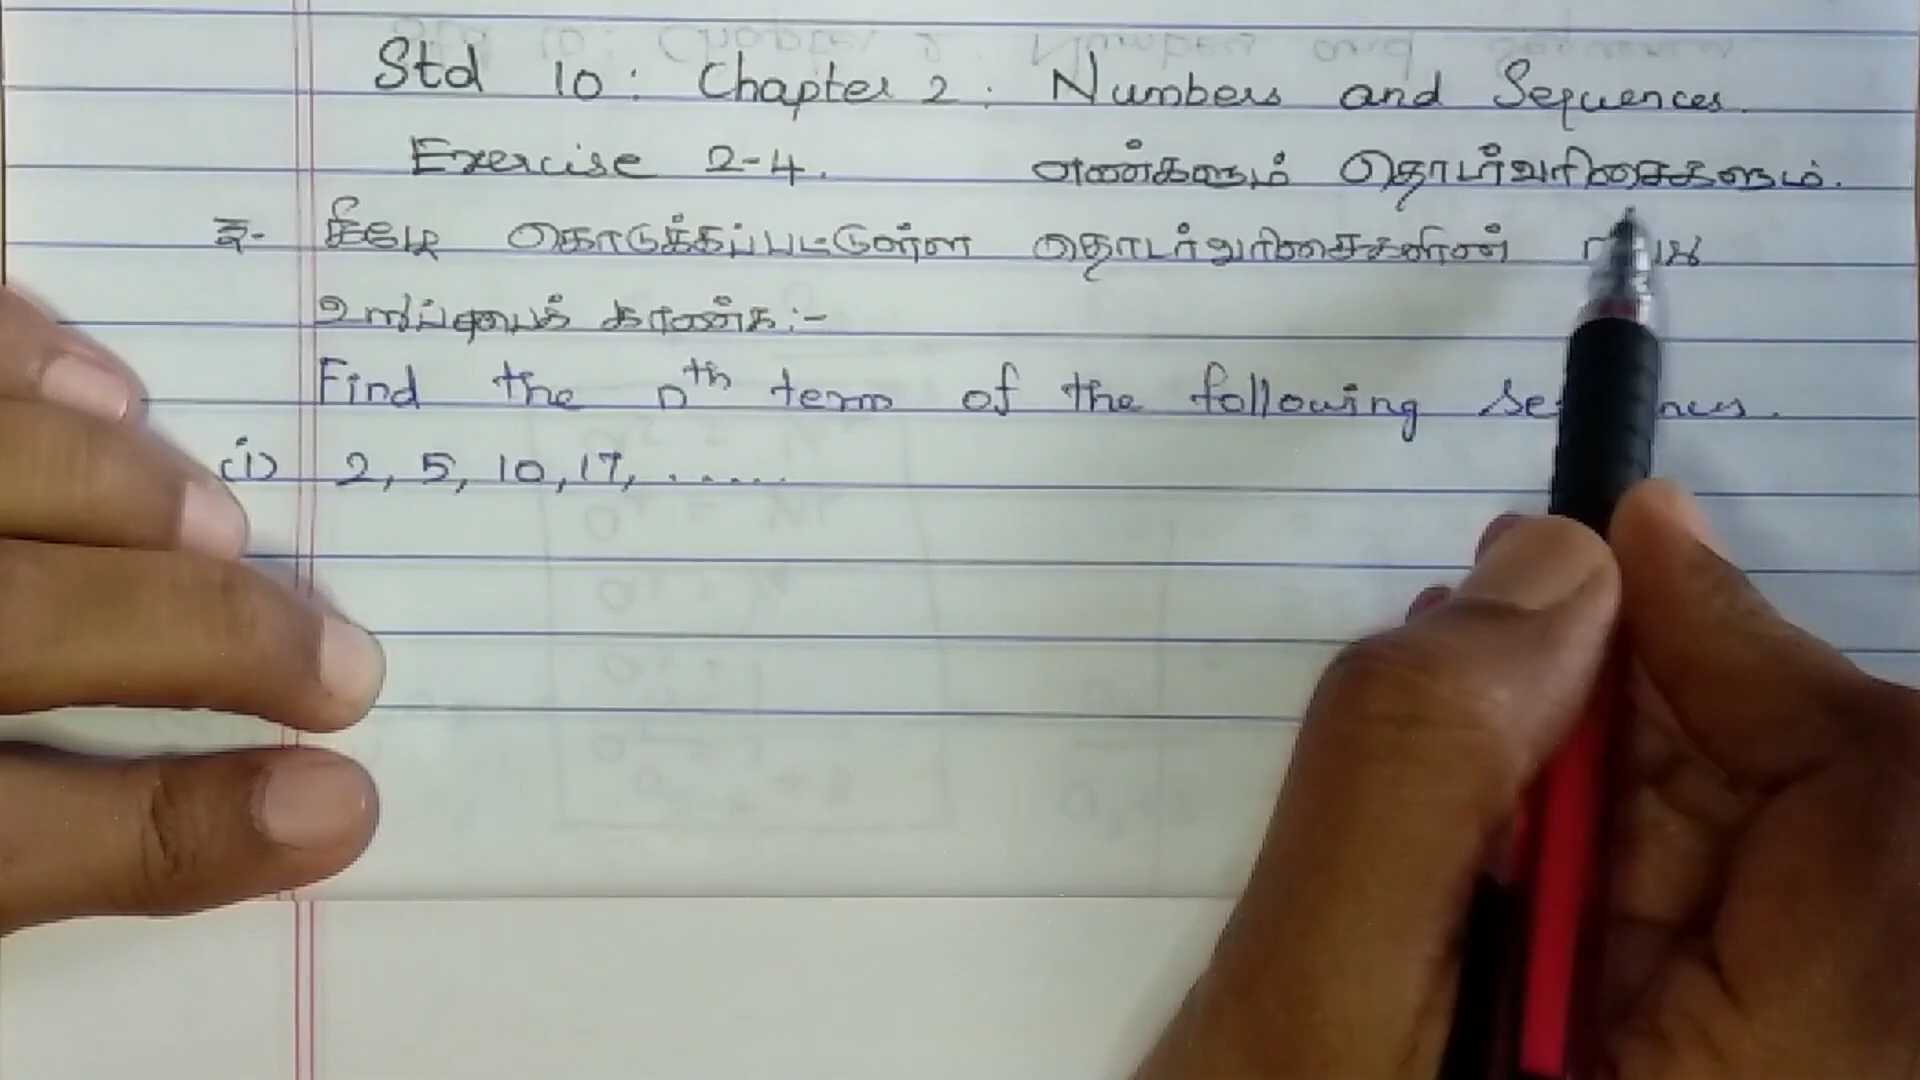 Std 10 : Chapter 2 : Numbers and Sequences.
Exercise 2-4. எண்களும் தொடர்வரிசைகளும்.
கீழே கொடுக்கப்பட்டுள்ள தொடர்வரிசைகளின்
உறுப்பைக் காண்க :-
Find the nth term of the following
(i) 2, 5, 10, 17, .....